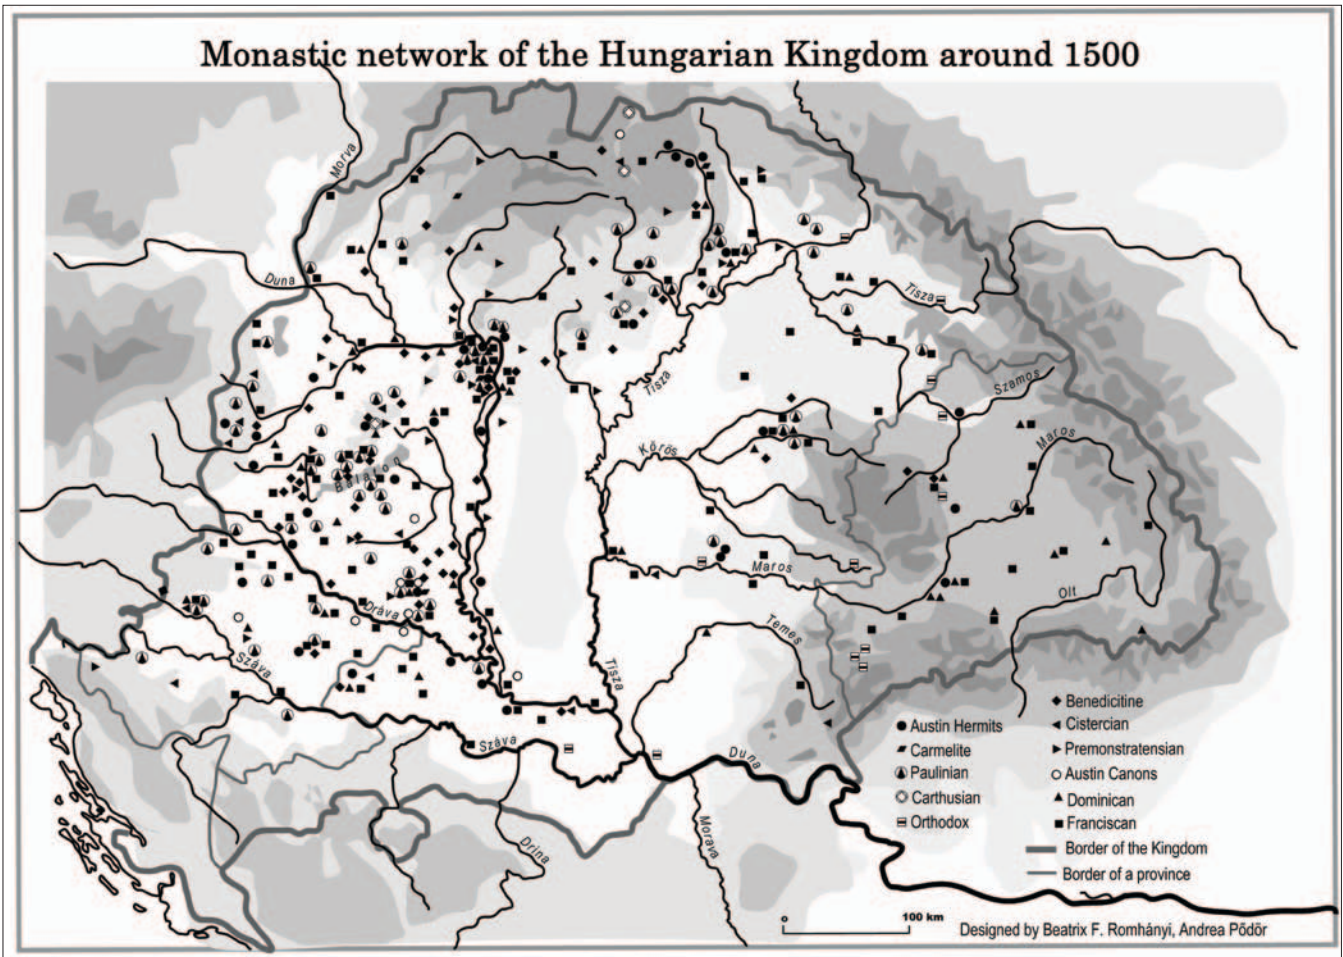 Monastic network of the Hungarian Kingdom around 1500
Morva
Duna
Tisza
Tisza
Szamos
Maros
Körös
Balaton
Maros
Olt
Dráva
Temes
Száva
Tisza
Száva
Duna
Morava
Drina
Austin Hermits
Carmelite
Paulinian
Carthusian
Orthodox
Benedicitine
Cistercian
Premonstratensian
Austin Canons
Dominican
Franciscan
Border of the Kingdom
Border of a province
0 100 km
Designed by Beatrix F. Romhányi, Andrea Pödör